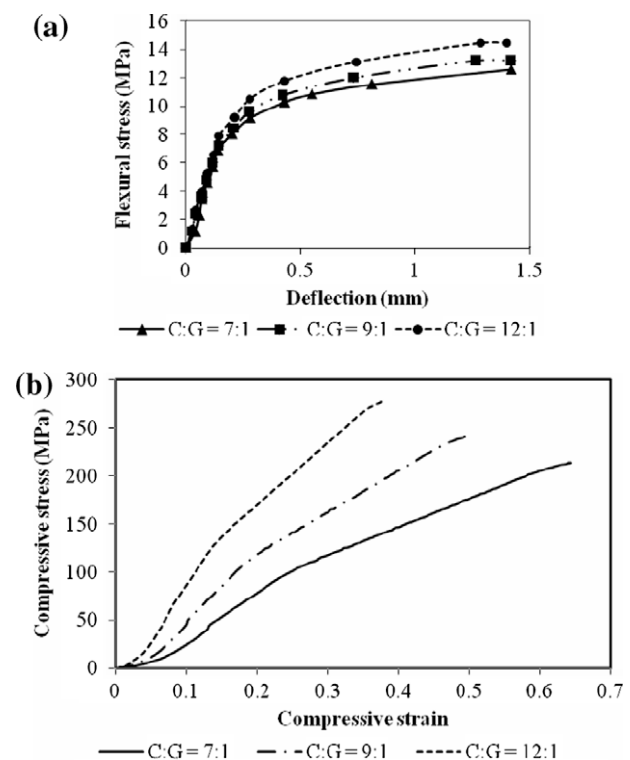 (a)
16
14
12
10
8
6
4
2
0
Flexural stress (MPa)
0 0.5 1 1.5
Deflection (mm)
C:G = 7:1 C:G = 9:1 C:G = 12:1
(b)
300
250
200
150
100
50
0
Compressive stress (MPa)
0 0.1 0.2 0.3 0.4 0.5 0.6 0.7
Compressive strain
C:G = 7:1 C:G = 9:1 C:G = 12:1